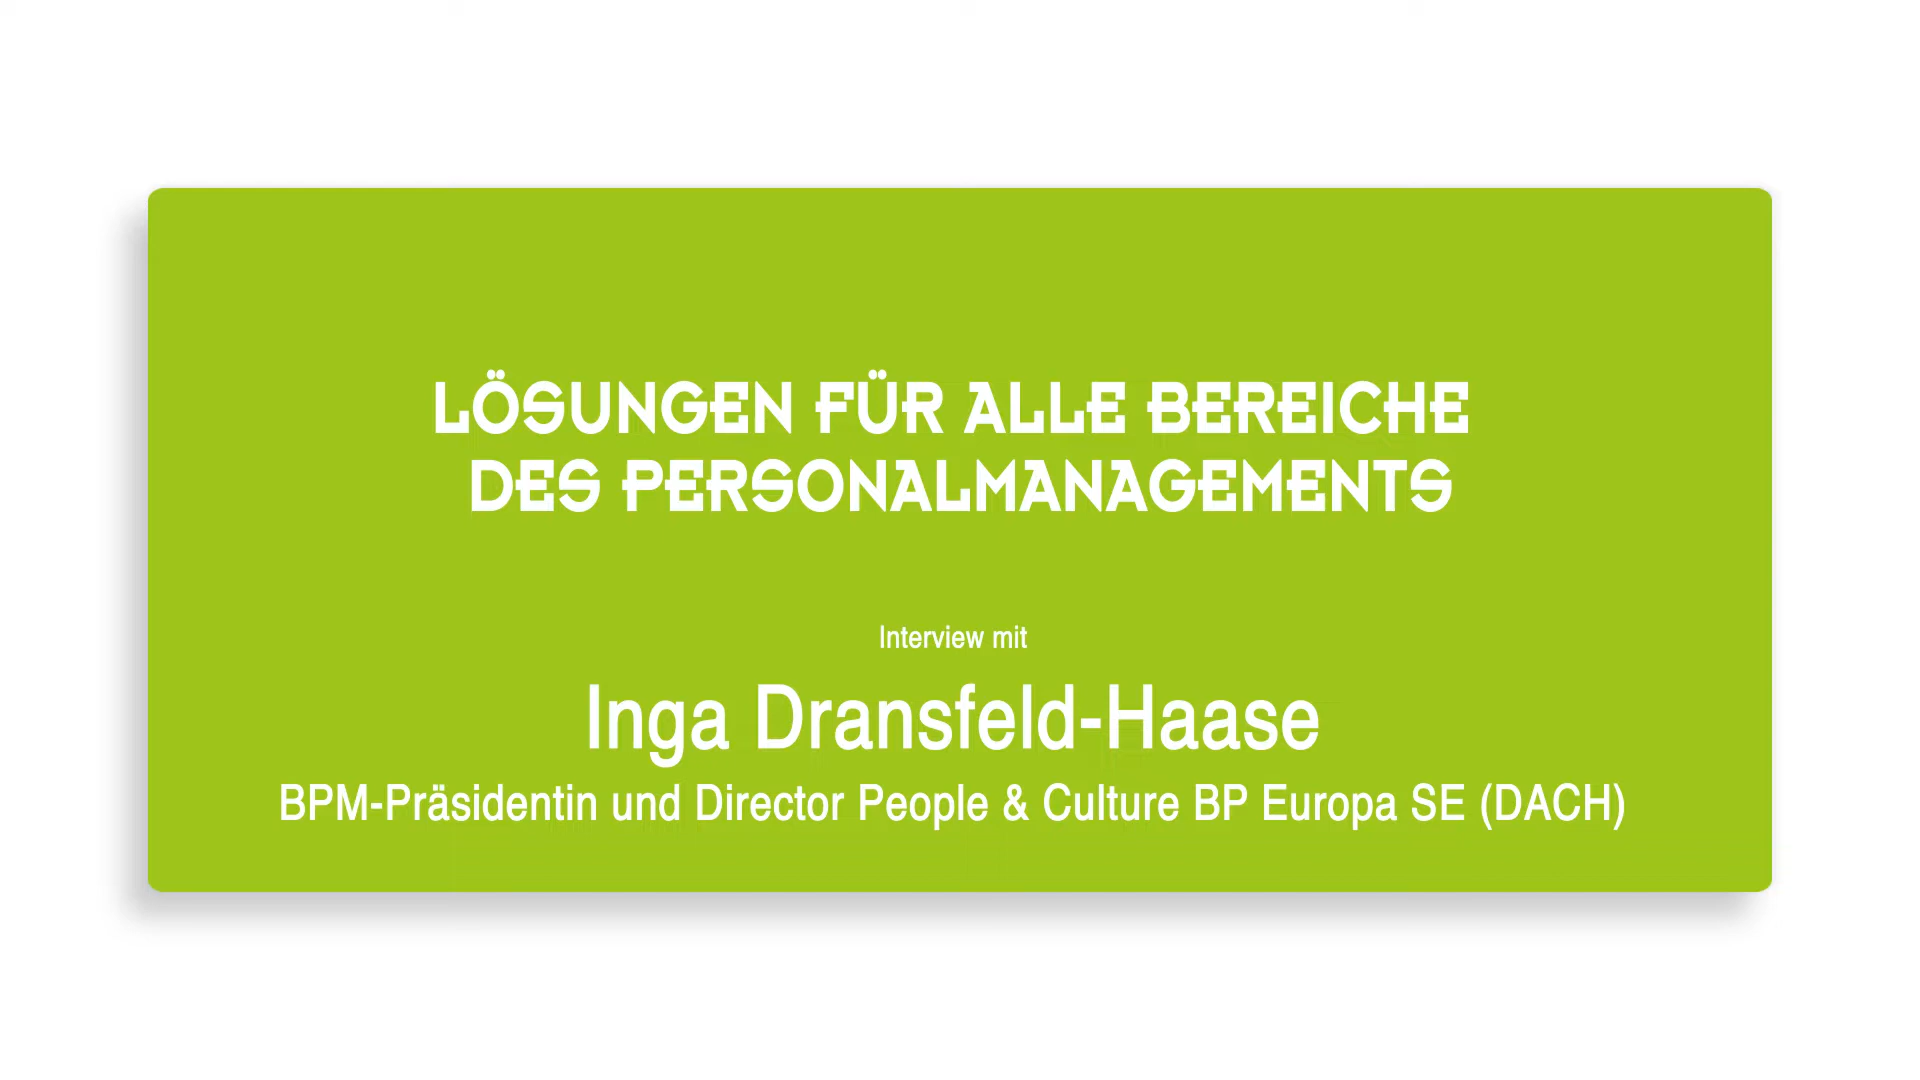 LÖSUNGEN FÜR ALLE BEREICHE
DES PERSONALMANAGEMENTS
Interview mit
Inga Dransfeld-Haase
BPM-Präsidentin und Director People & Culture BP Europa SE (DACH)